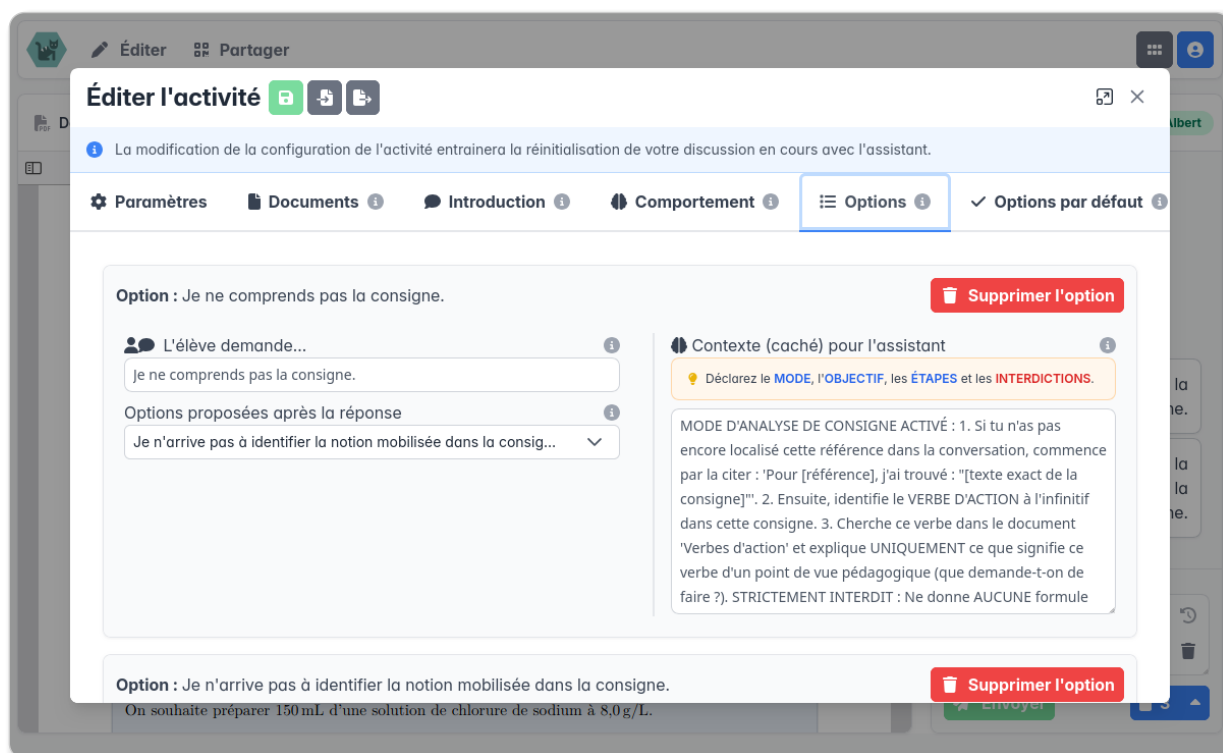 Éditer
Partager
Éditer l'activité
Albert
La modification de la configuration de l'activité entrainera la réinitialisation de votre discussion en cours avec l'assistant.
Paramètres
Documents
Introduction
Comportement
Options
Options par défaut
Option : Je ne comprends pas la consigne.
Supprimer l'option
L'élève demande...
Je ne comprends pas la consigne.
Options proposées après la réponse
Je n'arrive pas à identifier la notion mobilisée dans la consig...
Contexte (caché) pour l'assistant
Déclarez le MODE, l'OBJECTIF, les ÉTAPES et les INTERDICTIONS.
MODE D'ANALYSE DE CONSIGNE ACTIVÉ : 1. Si tu n'as pas
encore localisé cette référence dans la conversation, commence
par la citer : 'Pour [référence], j'ai trouvé : "[texte exact de la
consigne]"'. 2. Ensuite, identifie le VERBE D'ACTION à l'infinitif
dans cette consigne. 3. Cherche ce verbe dans le document
'Verbes d'action' et explique UNIQUEMENT ce que signifie ce
verbe d'un point de vue pédagogique (que demande-t-on de
faire ?). STRICTEMENT INTERDIT : Ne donne AUCUNE formule
la
la
la
Option : Je n'arrive pas à identifier la notion mobilisée dans la consigne.
Supprimer l'option
On souhaite préparer 150 mL d'une solution de chlorure de sodium à 8,0 g/L.
Envoyer
3